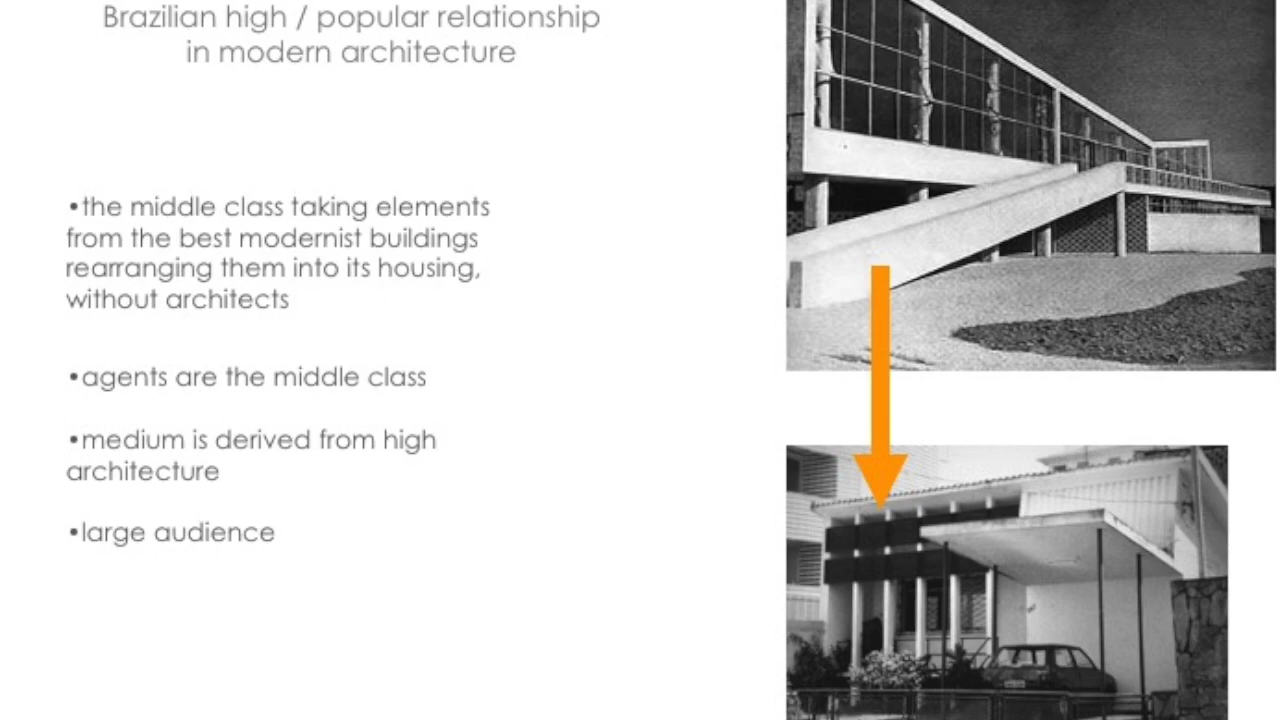 Brazilian high / popular relationship
in modern architecture
•the middle class taking elements
from the best modernist buildings
rearranging them into its housing,
without architects
•agents are the middle class
•medium is derived from high
architecture
•large audience